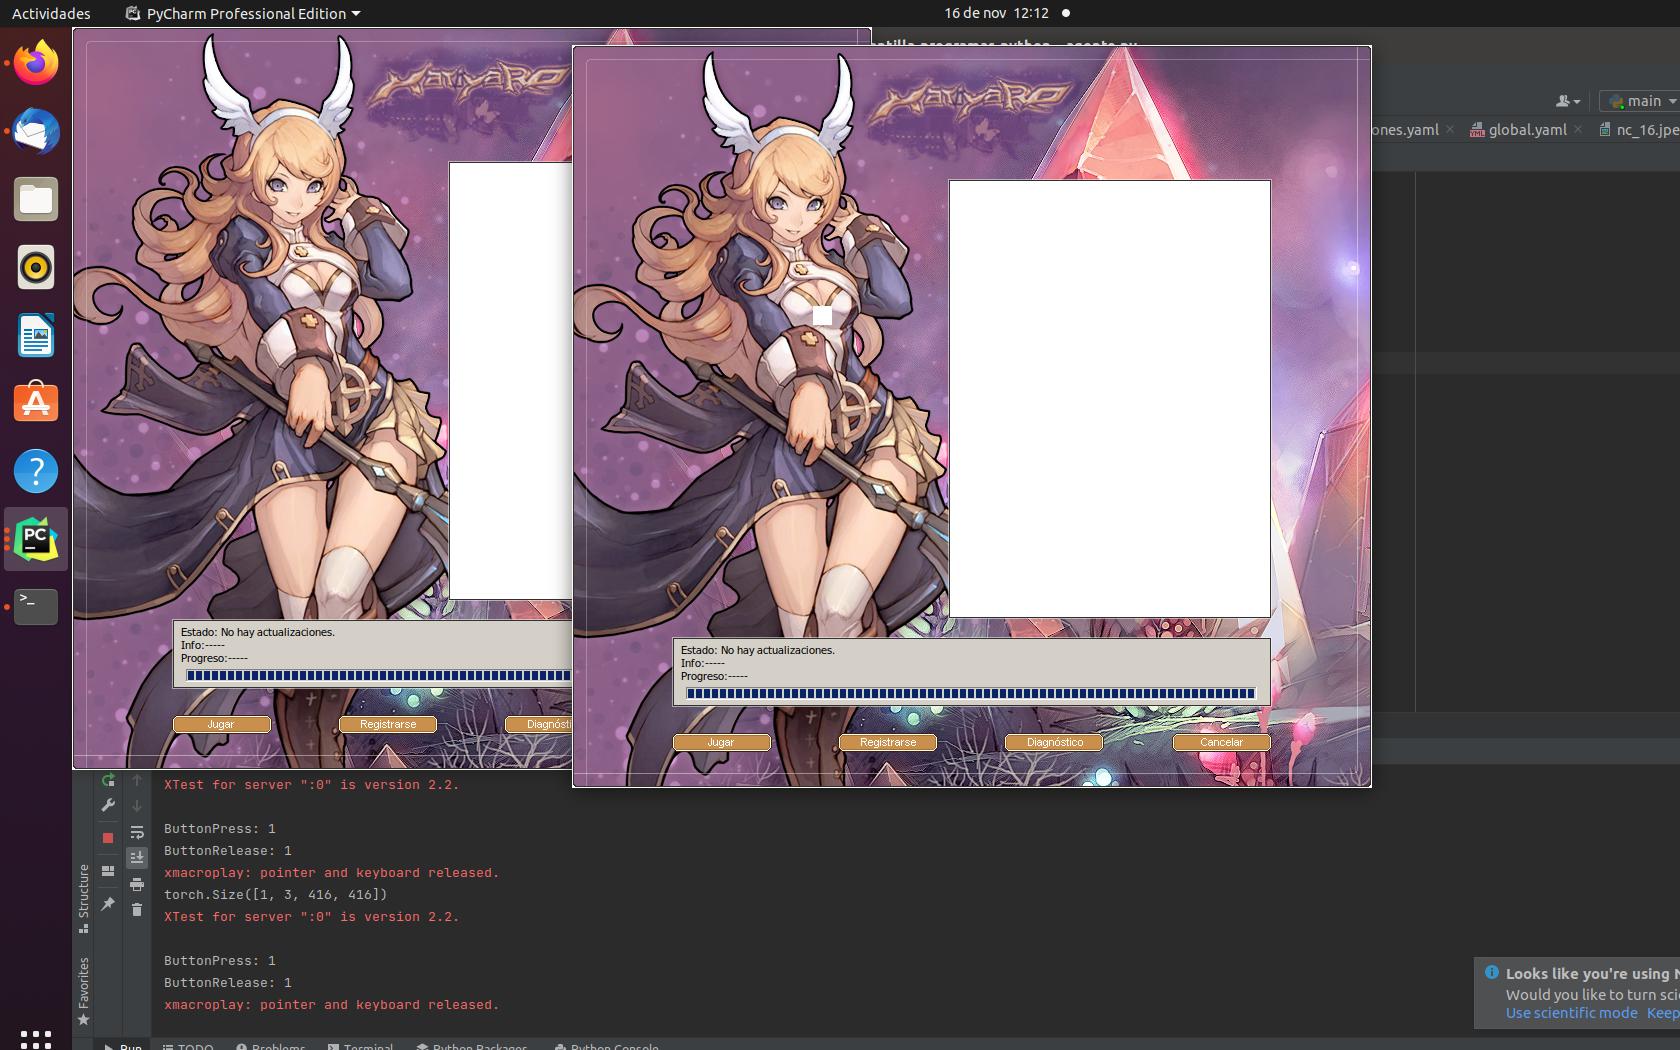 Actividades
PyCharm Professional Edition
16 de nov 12:12
XatiyaRO
XatiyaRO
main
ones.yaml
global.yaml
nc_16.jpe
Estado: No hay actualizaciones.
Info:-----
Progreso:-----
Jugar
Registrarse
Diagnósti
Estado: No hay actualizaciones.
Info:-----
Progreso:-----
Jugar
Registrarse
Diagnóstico
Cancelar
PC
Structure
Favorites
XTest for server ":0" is version 2.2.
ButtonPress: 1
ButtonRelease: 1
xmacroplay: pointer and keyboard released.
torch.Size([1, 3, 416, 416])
XTest for server ":0" is version 2.2.
ButtonPress: 1
ButtonRelease: 1
xmacroplay: pointer and keyboard released.
Looks like you're using N
Would you like to turn scie
Use scientific mode Keep
Run
TODO
Problems
Terminal
Python Packages
Python Console